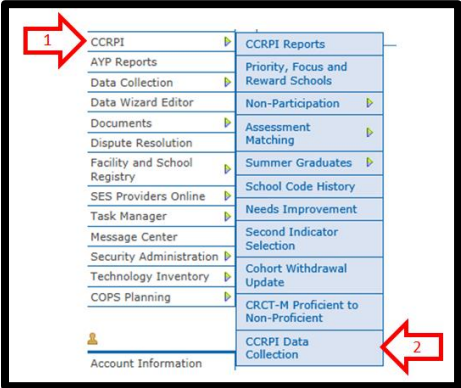 1
CCRPI
AYP Reports
Data Collection
Data Wizard Editor
Documents
Dispute Resolution
Facility and School
Registry
SES Providers Online
Task Manager
Message Center
Security Administration
Technology Inventory
COPS Planning
Account Information
CCRPI Reports
Priority, Focus and
Reward Schools
Non-Participation
Assessment
Matching
Summer Graduates
School Code History
Needs Improvement
Second Indicator
Selection
Cohort Withdrawal
Update
CRCT-M Proficient to
Non-Proficient
CCRPI Data
Collection
2